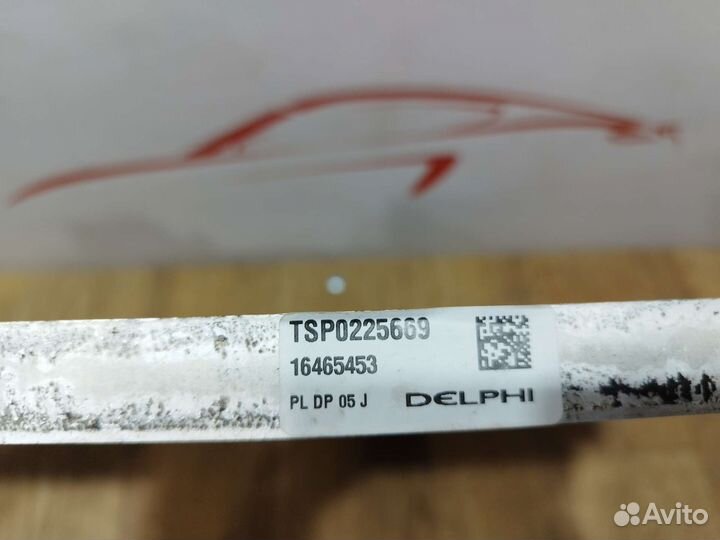 TSP0225669
16465453
PL DP 05 J DELPHI
Avito